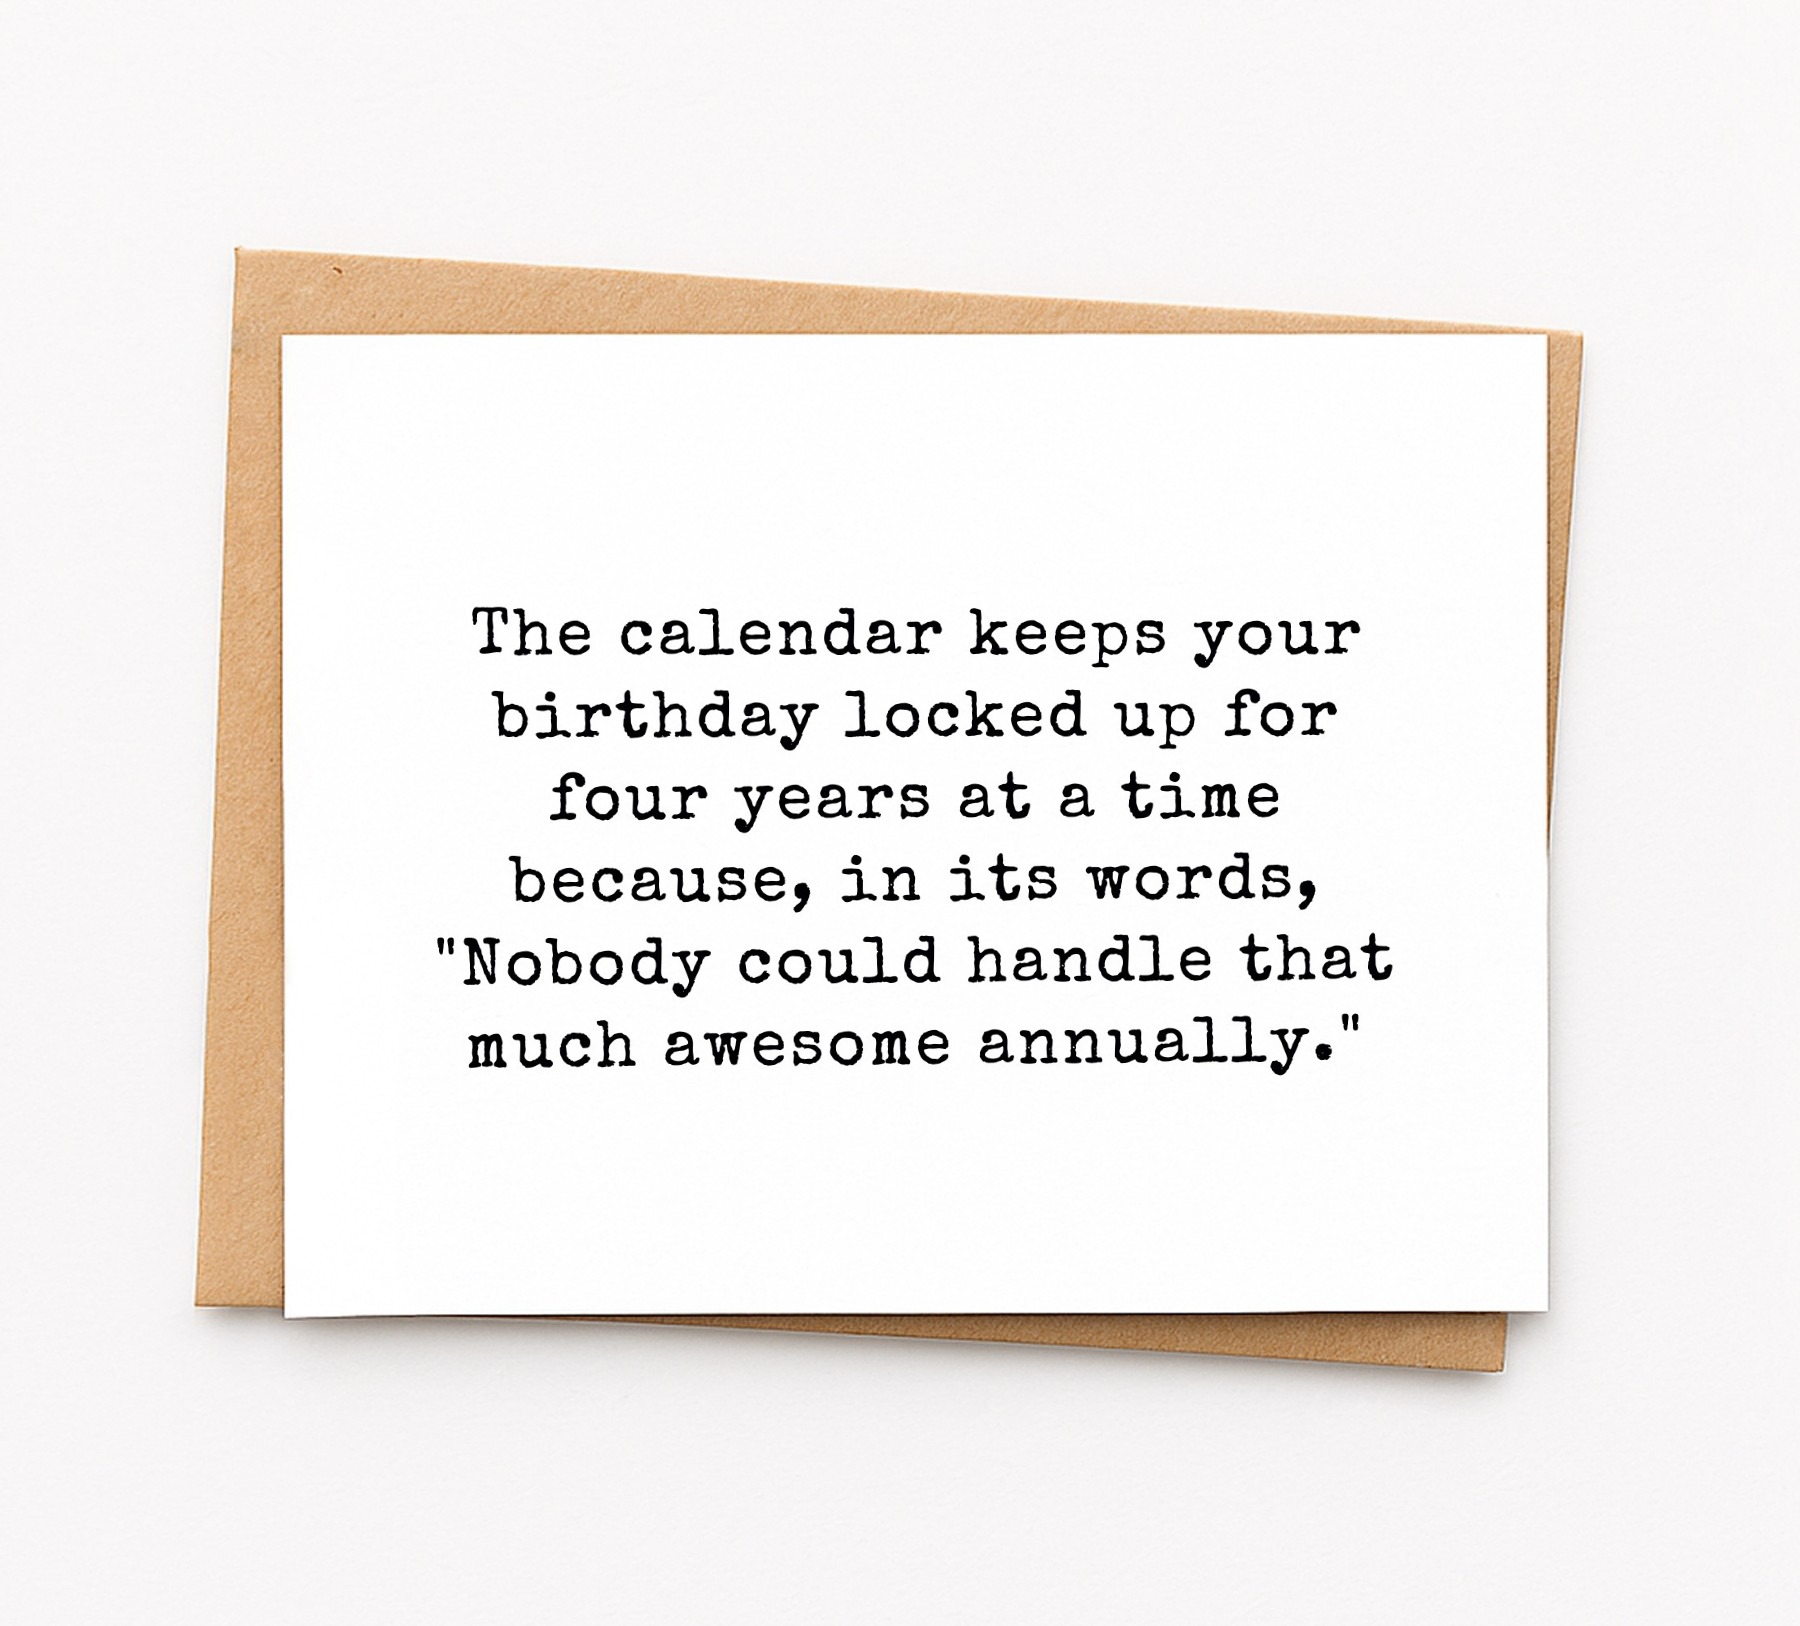 The calendar keeps your
birthday locked up for
four years at a time
because, in its words,
"Nobody could handle that
much awesome annually."